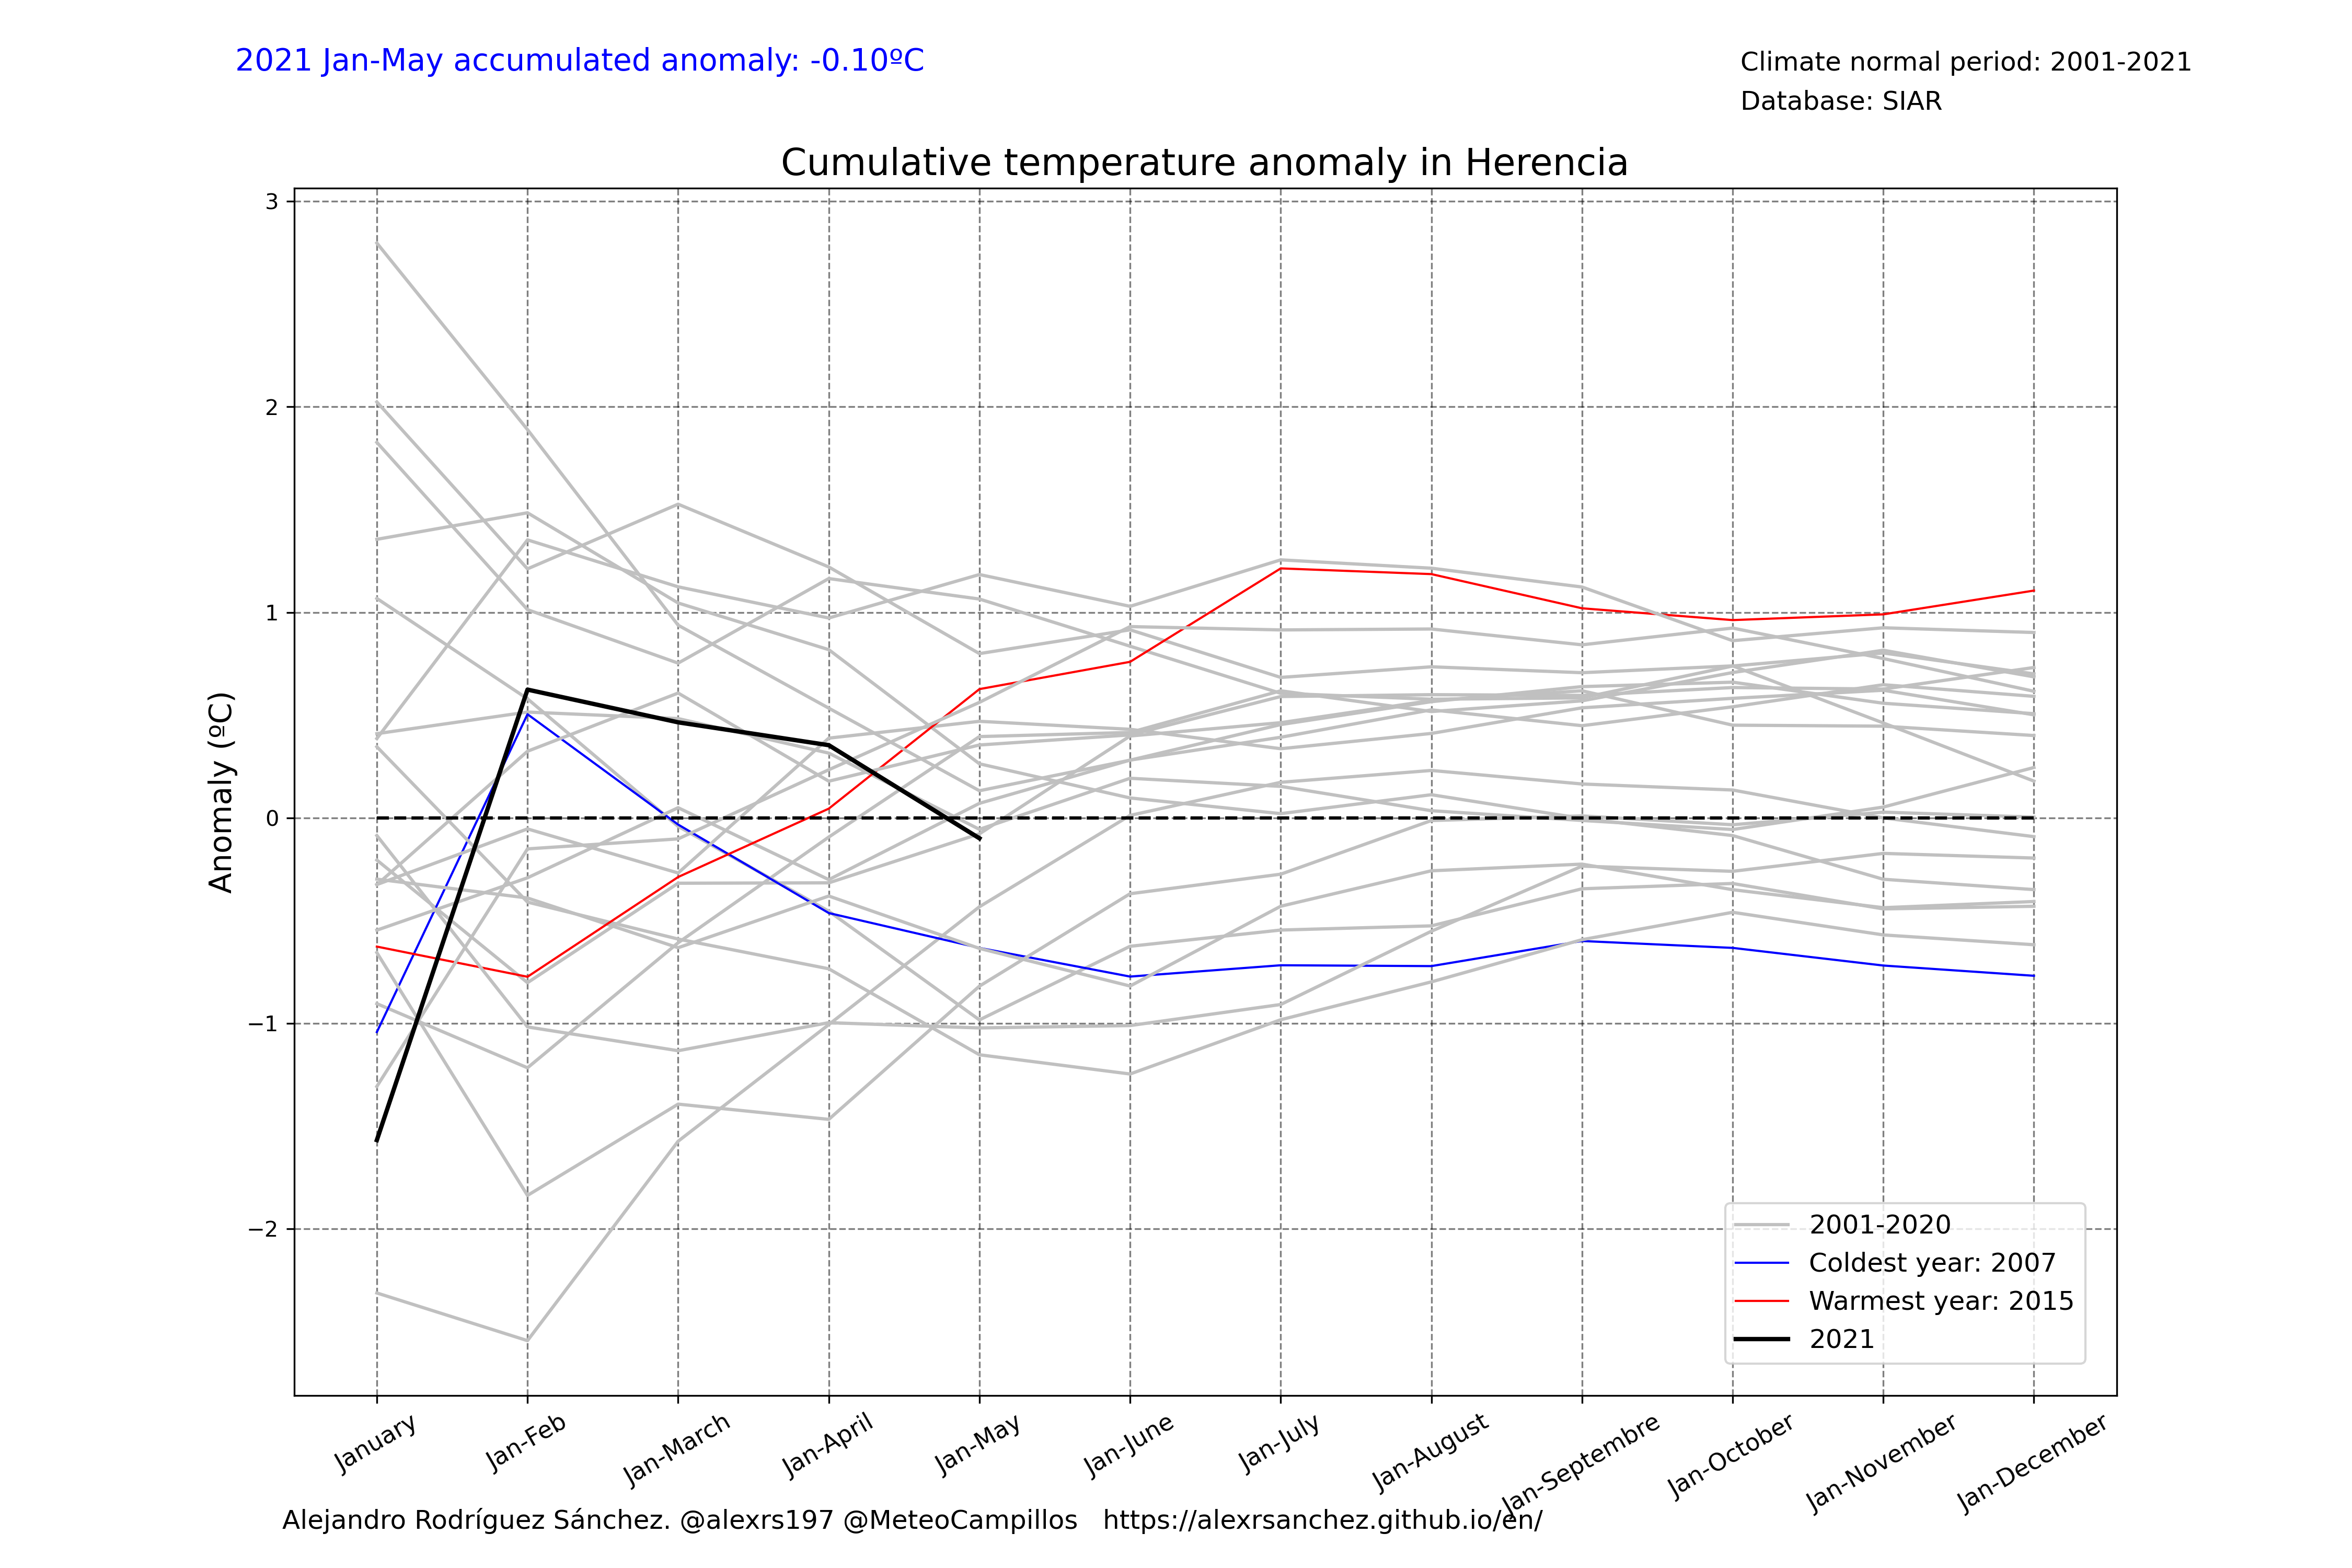 2021 Jan-May accumulated anomaly: -0.10ºC
Climate normal period: 2001-2021
Database: SIAR
Cumulative temperature anomaly in Herencia
Anomaly (ºC)
3
2
1
0
−1
−2
2001-2020
Coldest year: 2007
Warmest year: 2015
2021
January
Jan-Feb
Jan-March
Jan-April
Jan-May
Jan-June
Jan-July
Jan-August
Jan-Septembre
Jan-October
Jan-November
Jan-December
Alejandro Rodríguez Sánchez. @alexrs197 @MeteoCampillos   https://alexrsanchez.github.io/en/